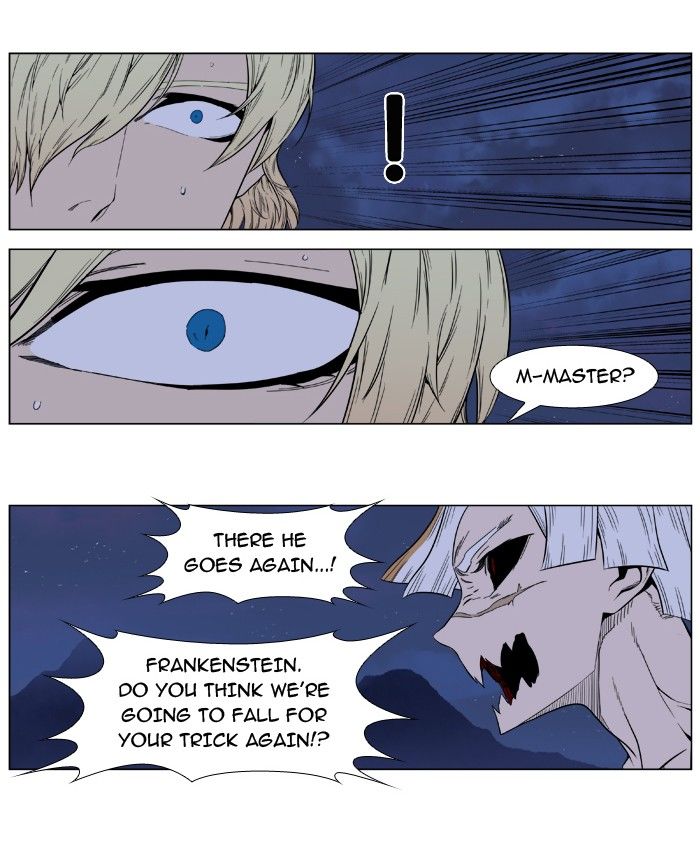 !
M-MASTER?
THERE HE
GOES AGAIN...!
FRANKENSTEIN.
DO YOU THINK WE'RE
GOING TO FALL FOR
YOUR TRICK AGAIN!?